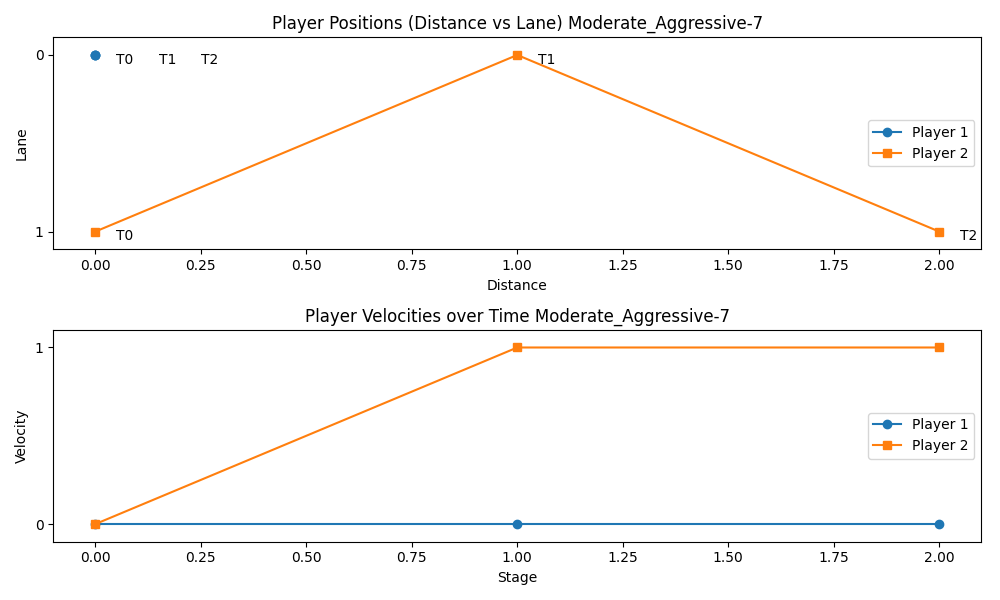 Player Positions (Distance vs Lane) Moderate_Aggressive-7
Lane
0
1
T0 T1 T2
T1
T0
T2
Player 1
Player 2
0.00 0.25 0.50 0.75 1.00 1.25 1.50 1.75 2.00
Distance
Player Velocities over Time Moderate_Aggressive-7
Velocity
1
0
Player 1
Player 2
0.00 0.25 0.50 0.75 1.00 1.25 1.50 1.75 2.00
Stage